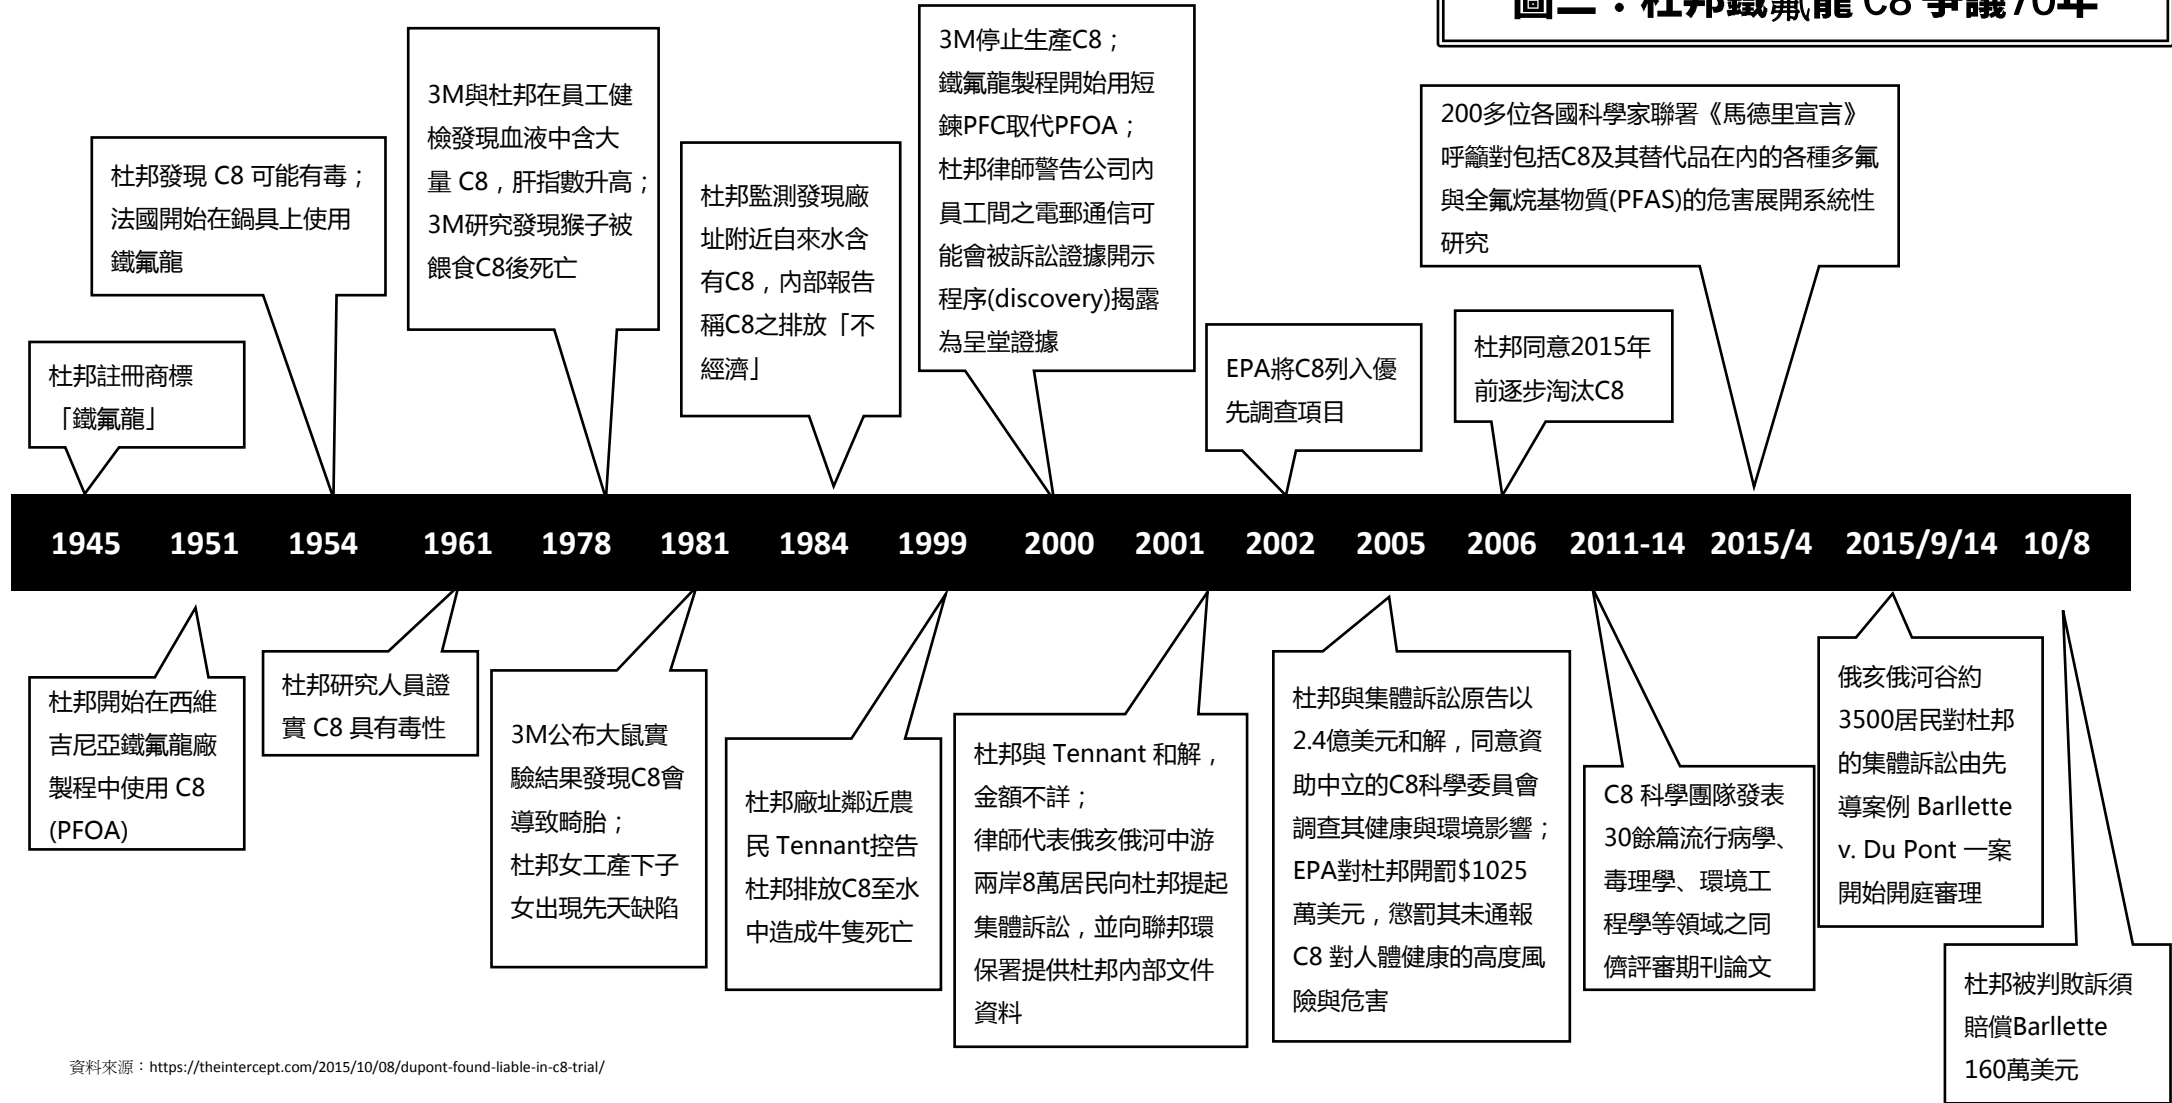 圖二：杜邦鐵氟龍 C8 爭議70年
3M停止生產C8；
鐵氟龍製程開始用短
鍊PFC取代PFOA；
杜邦律師警告公司內
員工間之電郵通信可
能會被訴訟證據開示
程序(discovery)揭露
為呈堂證據
3M與杜邦在員工健
檢發現血液中含大
量 C8，肝指數升高；
3M研究發現猴子被
餵食C8後死亡
200多位各國科學家聯署《馬德里宣言》
呼籲對包括C8及其替代品在內的各種多氟
與全氟烷基物質(PFAS)的危害展開系統性
研究
杜邦發現 C8 可能有毒；
法國開始在鍋具上使用
鐵氟龍
杜邦監測發現廠
址附近自來水含
有C8，內部報告
稱C8之排放「不
經濟」
杜邦註冊商標
「鐵氟龍」
EPA將C8列入優
先調查項目
杜邦同意2015年
前逐步淘汰C8
1945 1951 1954 1961 1978 1981 1984 1999 2000 2001 2002 2005 2006 2011-14 2015/4 2015/9/14 10/8
杜邦開始在西維
吉尼亞鐵氟龍廠
製程中使用 C8
(PFOA)
杜邦研究人員證
實 C8 具有毒性
3M公布大鼠實
驗結果發現C8會
導致畸胎；
杜邦女工產下子
女出現先天缺陷
杜邦廠址鄰近農
民 Tennant控告
杜邦排放C8至水
中造成牛隻死亡
杜邦與 Tennant 和解，
金額不詳；
律師代表俄亥俄河中游
兩岸8萬居民向杜邦提起
集體訴訟，並向聯邦環
保署提供杜邦內部文件
資料
杜邦與集體訴訟原告以
2.4億美元和解，同意資
助中立的C8科學委員會
調查其健康與環境影響；
EPA對杜邦開罰$1025
萬美元，懲罰其未通報
C8 對人體健康的高度風
險與危害
C8 科學團隊發表
30餘篇流行病學、
毒理學、環境工
程學等領域之同
儕評審期刊論文
俄亥俄河谷約
3500居民對杜邦
的集體訴訟由先
導案例 Barllette
v. Du Pont 一案
開始開庭審理
杜邦被判敗訴須
賠償Barllette
160萬美元
資料來源：https://theintercept.com/2015/10/08/dupont-found-liable-in-c8-trial/